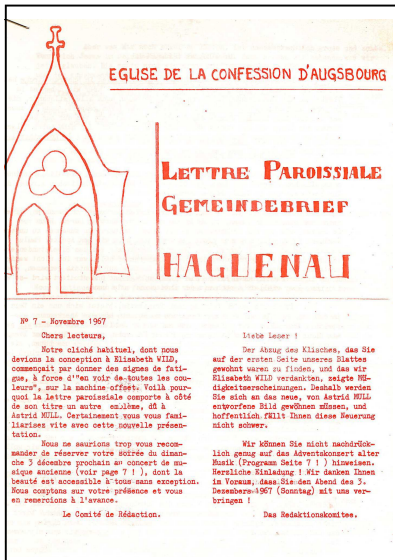 EGLISE DE LA CONFESSION D'AUGSBOURG
LETTRE PAROISSIALE
GEMEINDEBRIEF
HAGUENAU
N° 7 - Novembre 1967
Chers lecteurs,
Notre cliché habituel, dont nous
devions la conception à Elisabeth WILD,
commençait par donner des signes de fati-
gue, à force d'"en voir de toutes les cou-
leurs", sur la machine offset. Voilà pour-
quoi la lettre paroissiale comporte à côté
de son titre un autre emblème, dû à
Astrid MULL. Certainement vous vous fami-
liarises vite avec cette nouvelle présen-
tation.
Nous ne saurions trop vous recom-
mander de réserver votre soirée du diman-
che 3 décembre prochain au concert de mu-
sique ancienne (voir page 7 ! ), dont la
beauté est accessible à tous sans exception.
Nous comptons sur votre présence et vous
en remercions à l'avance.
Le Comité de Rédaction.
Liebe Leser !
Der Abzug des Klisches, das Sie
auf der ersten Seite unseres Blattes
gewohnt waren zu finden, und das wir
Elisabeth WILD verdankten, zeigte MÜ-
digkeitserscheinungen. Deshalb werden
Sie sich an das neue, von Astrid MULL
entworfene Bild gewöhnen müssen, und
hoffentlich fällt Ihnen diese Neuerung
nicht schwer.
Wir können Sie nicht nachdrück-
lich genug auf das Adventskonzert alter
Musik (Programm Seite 7 ! ) hinweisen.
Herzliche Einladung ! Wir danken Ihnen
im Voraum, dass Sie den Abend des 3.
Dezembers 1967 (Sonntag) mit uns ver-
bringen !
Das Redaktionskomitee.